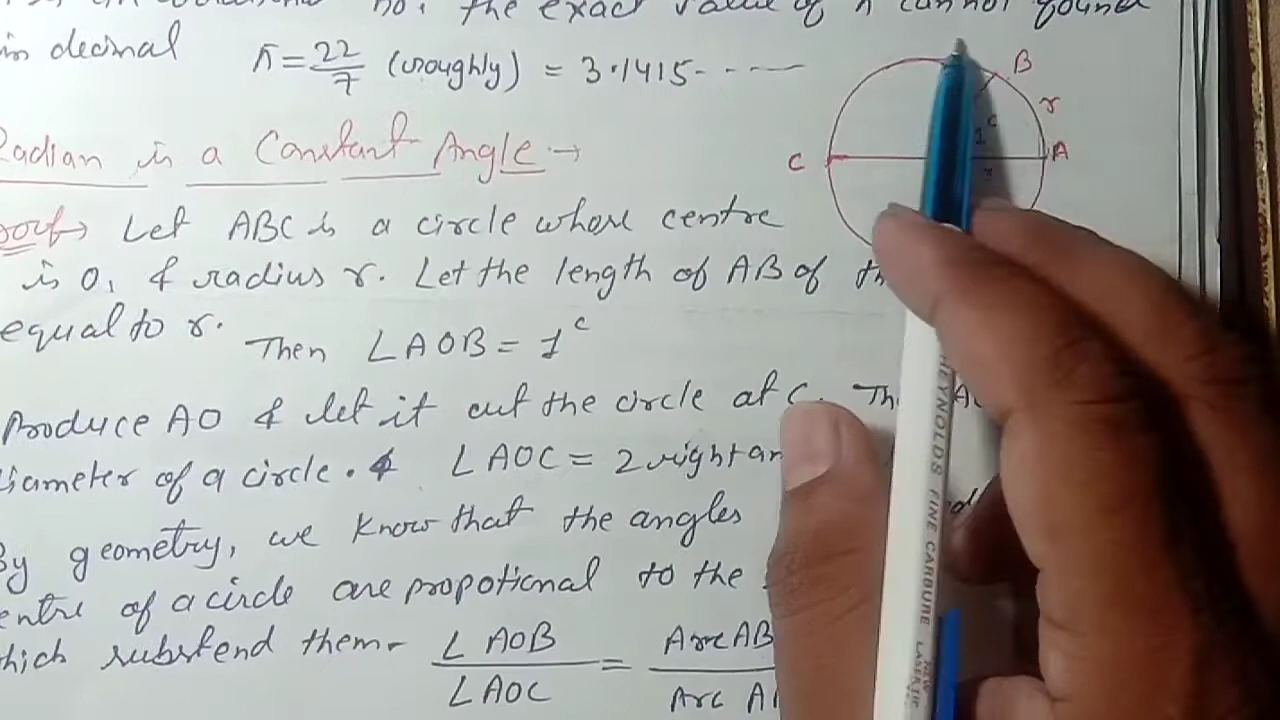 no. the exact value of π cannot found
in decimal π = 22/7 (roughly) = 3.1415-----
B
r
1ᶜ
C
A
Radian is a Constant Angle :→
Let ABC is a circle whose centre
is O, & radius r. Let the length of AB of
equal to r. Then ∠AOB = 1ᶜ
Produce AO & let it cut the circle at C.
diameter of a circle. & ∠AOC = 2 right
By geometry, we know that the angles
centre of a circle are propotional to the
which substend them- ∠AOB/∠AOC = Arc AB/Arc
REYNOLDS FINE CARBURE LASERTIP